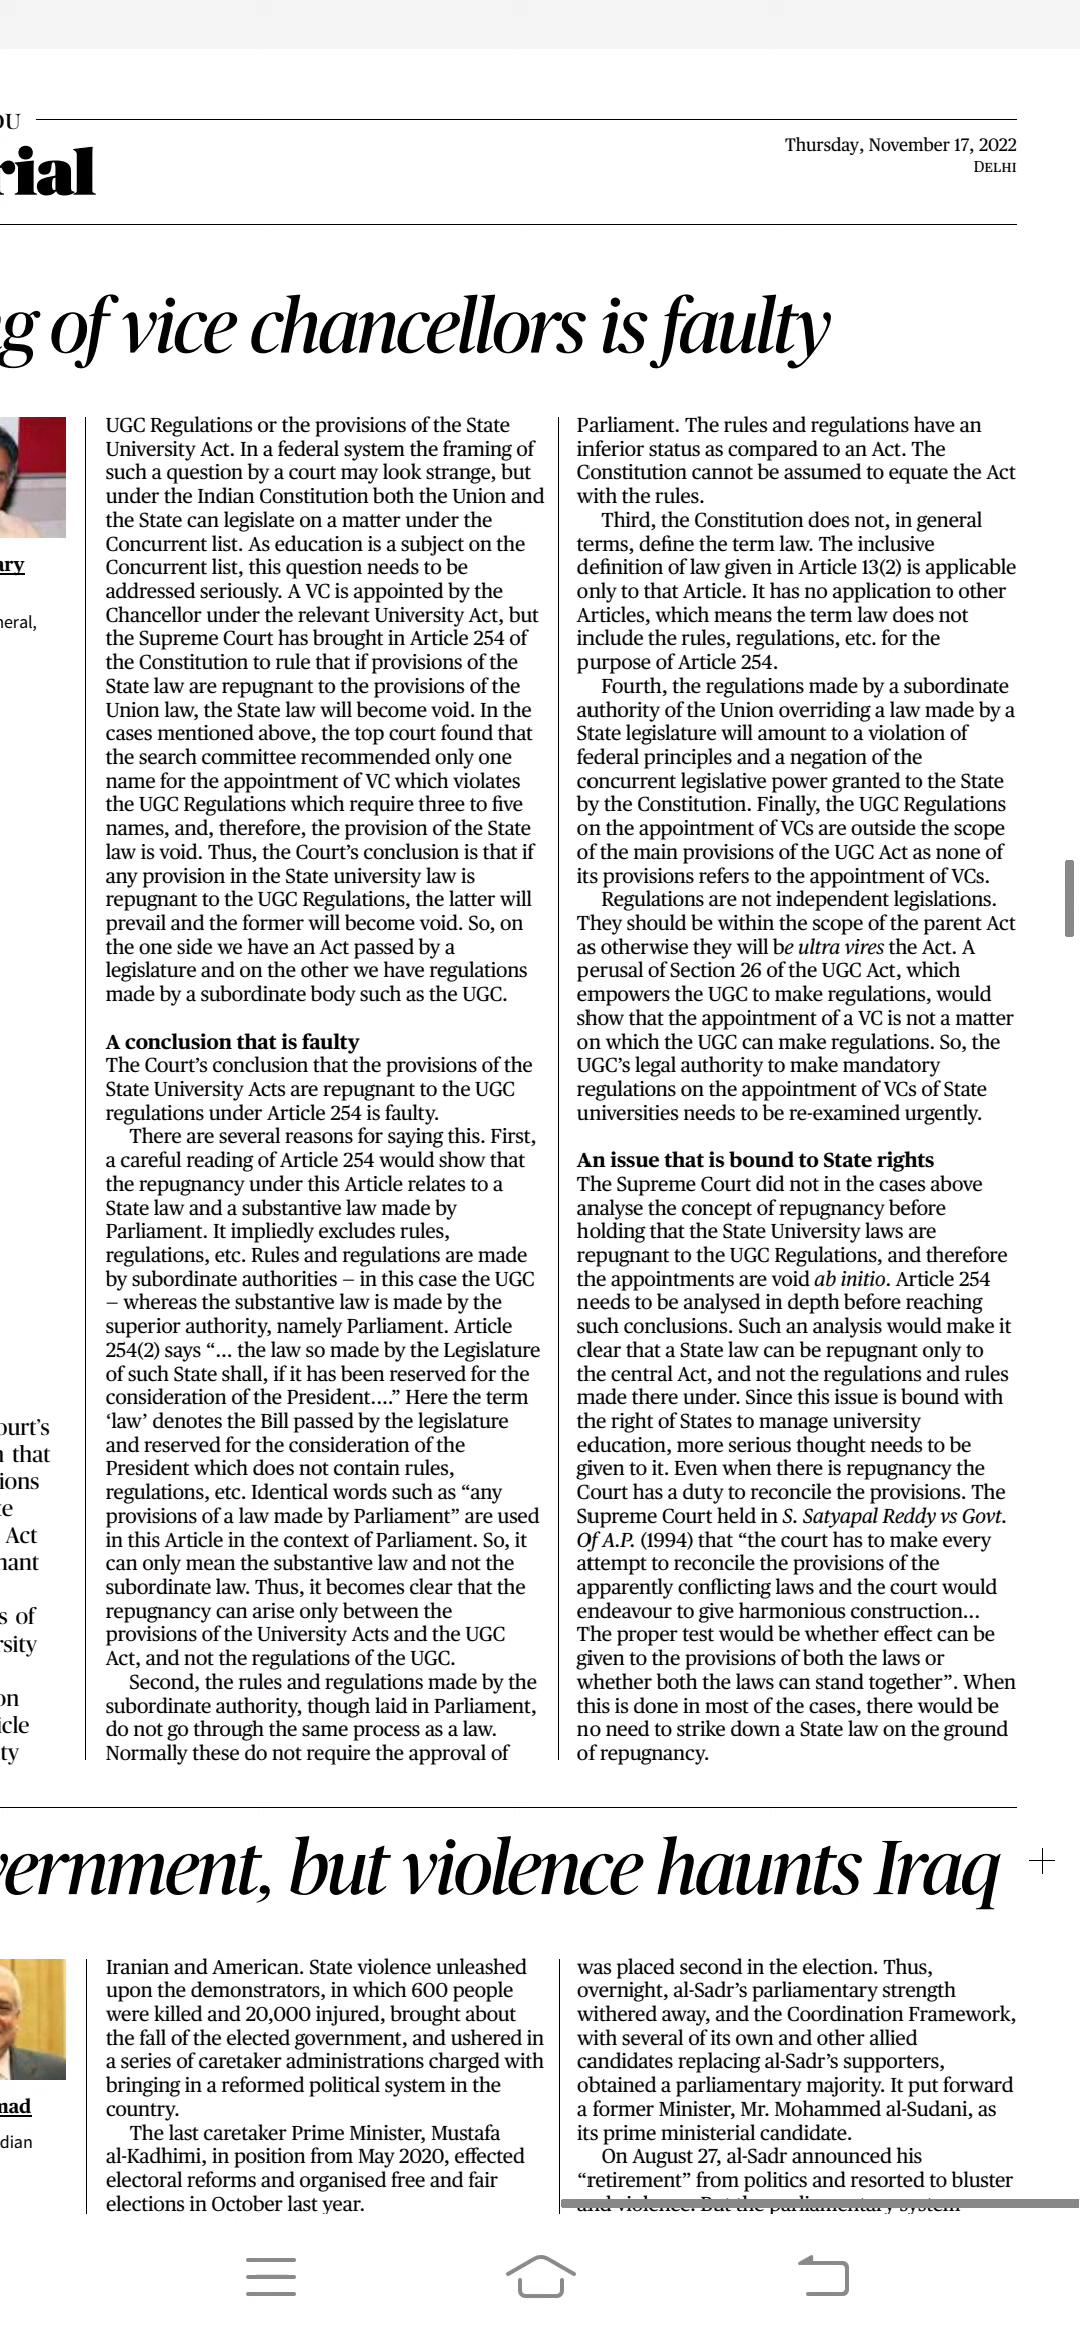 OU
Thursday, November 17, 2022
DELHI
rial
g of vice chancellors is faulty
ary
neral,
ourt's
n that
ions
te
Act
nant
s of
rsity
on
icle
ty
UGC Regulations or the provisions of the State
University Act. In a federal system the framing of
such a question by a court may look strange, but
under the Indian Constitution both the Union and
the State can legislate on a matter under the
Concurrent list. As education is a subject on the
Concurrent list, this question needs to be
addressed seriously. A VC is appointed by the
Chancellor under the relevant University Act, but
the Supreme Court has brought in Article 254 of
the Constitution to rule that if provisions of the
State law are repugnant to the provisions of the
Union law, the State law will become void. In the
cases mentioned above, the top court found that
the search committee recommended only one
name for the appointment of VC which violates
the UGC Regulations which require three to five
names, and, therefore, the provision of the State
law is void. Thus, the Court's conclusion is that if
any provision in the State university law is
repugnant to the UGC Regulations, the latter will
prevail and the former will become void. So, on
the one side we have an Act passed by a
legislature and on the other we have regulations
made by a subordinate body such as the UGC.
A conclusion that is faulty
The Court's conclusion that the provisions of the
State University Acts are repugnant to the UGC
regulations under Article 254 is faulty.
There are several reasons for saying this. First,
a careful reading of Article 254 would show that
the repugnancy under this Article relates to a
State law and a substantive law made by
Parliament. It impliedly excludes rules,
regulations, etc. Rules and regulations are made
by subordinate authorities – in this case the UGC
– whereas the substantive law is made by the
superior authority, namely Parliament. Article
254(2) says “... the law so made by the Legislature
of such State shall, if it has been reserved for the
consideration of the President....” Here the term
‘law’ denotes the Bill passed by the legislature
and reserved for the consideration of the
President which does not contain rules,
regulations, etc. Identical words such as “any
provisions of a law made by Parliament” are used
in this Article in the context of Parliament. So, it
can only mean the substantive law and not the
subordinate law. Thus, it becomes clear that the
repugnancy can arise only between the
provisions of the University Acts and the UGC
Act, and not the regulations of the UGC.
Second, the rules and regulations made by the
subordinate authority, though laid in Parliament,
do not go through the same process as a law.
Normally these do not require the approval of
Parliament. The rules and regulations have an
inferior status as compared to an Act. The
Constitution cannot be assumed to equate the Act
with the rules.
Third, the Constitution does not, in general
terms, define the term law. The inclusive
definition of law given in Article 13(2) is applicable
only to that Article. It has no application to other
Articles, which means the term law does not
include the rules, regulations, etc. for the
purpose of Article 254.
Fourth, the regulations made by a subordinate
authority of the Union overriding a law made by a
State legislature will amount to a violation of
federal principles and a negation of the
concurrent legislative power granted to the State
by the Constitution. Finally, the UGC Regulations
on the appointment of VCs are outside the scope
of the main provisions of the UGC Act as none of
its provisions refers to the appointment of VCs.
Regulations are not independent legislations.
They should be within the scope of the parent Act
as otherwise they will be ultra vires the Act. A
perusal of Section 26 of the UGC Act, which
empowers the UGC to make regulations, would
show that the appointment of a VC is not a matter
on which the UGC can make regulations. So, the
UGC's legal authority to make mandatory
regulations on the appointment of VCs of State
universities needs to be re-examined urgently.
An issue that is bound to State rights
The Supreme Court did not in the cases above
analyse the concept of repugnancy before
holding that the State University laws are
repugnant to the UGC Regulations, and therefore
the appointments are void ab initio. Article 254
needs to be analysed in depth before reaching
such conclusions. Such an analysis would make it
clear that a State law can be repugnant only to
the central Act, and not the regulations and rules
made there under. Since this issue is bound with
the right of States to manage university
education, more serious thought needs to be
given to it. Even when there is repugnancy the
Court has a duty to reconcile the provisions. The
Supreme Court held in S. Satyapal Reddy vs Govt.
Of A.P. (1994) that “the court has to make every
attempt to reconcile the provisions of the
apparently conflicting laws and the court would
endeavour to give harmonious construction...
The proper test would be whether effect can be
given to the provisions of both the laws or
whether both the laws can stand together”. When
this is done in most of the cases, there would be
no need to strike down a State law on the ground
of repugnancy.
vernment, but violence haunts Iraq
mad
dian
Iranian and American. State violence unleashed
upon the demonstrators, in which 600 people
were killed and 20,000 injured, brought about
the fall of the elected government, and ushered in
a series of caretaker administrations charged with
bringing in a reformed political system in the
country.
The last caretaker Prime Minister, Mustafa
al-Kadhimi, in position from May 2020, effected
electoral reforms and organised free and fair
elections in October last year.
was placed second in the election. Thus,
overnight, al-Sadr's parliamentary strength
withered away, and the Coordination Framework,
with several of its own and other allied
candidates replacing al-Sadr's supporters,
obtained a parliamentary majority. It put forward
a former Minister, Mr. Mohammed al-Sudani, as
its prime ministerial candidate.
On August 27, al-Sadr announced his
“retirement” from politics and resorted to bluster
and violence. But the parliamentary system